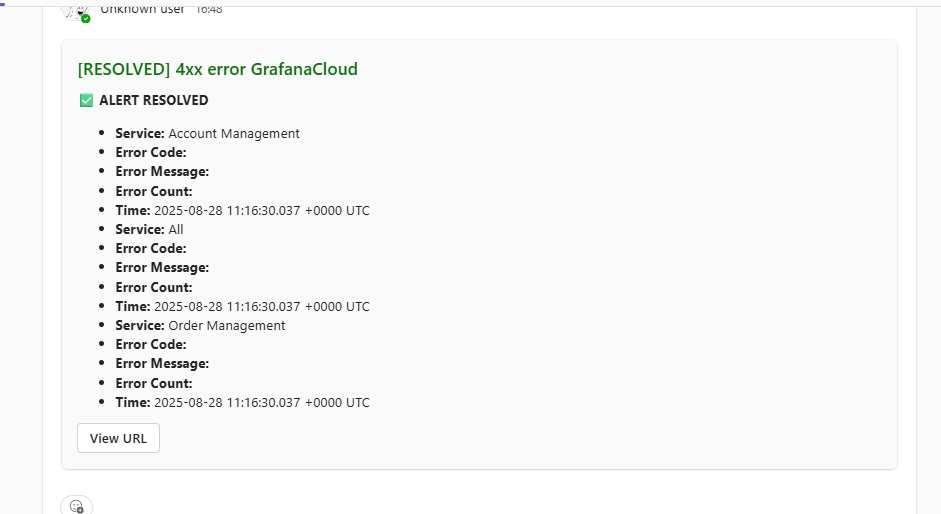 Unknown user 16:48
[RESOLVED] 4xx error GrafanaCloud
✅ ALERT RESOLVED
• Service: Account Management
• Error Code:
• Error Message:
• Error Count:
• Time: 2025-08-28 11:16:30.037 +0000 UTC
• Service: All
• Error Code:
• Error Message:
• Error Count:
• Time: 2025-08-28 11:16:30.037 +0000 UTC
• Service: Order Management
• Error Code:
• Error Message:
• Error Count:
• Time: 2025-08-28 11:16:30.037 +0000 UTC
View URL